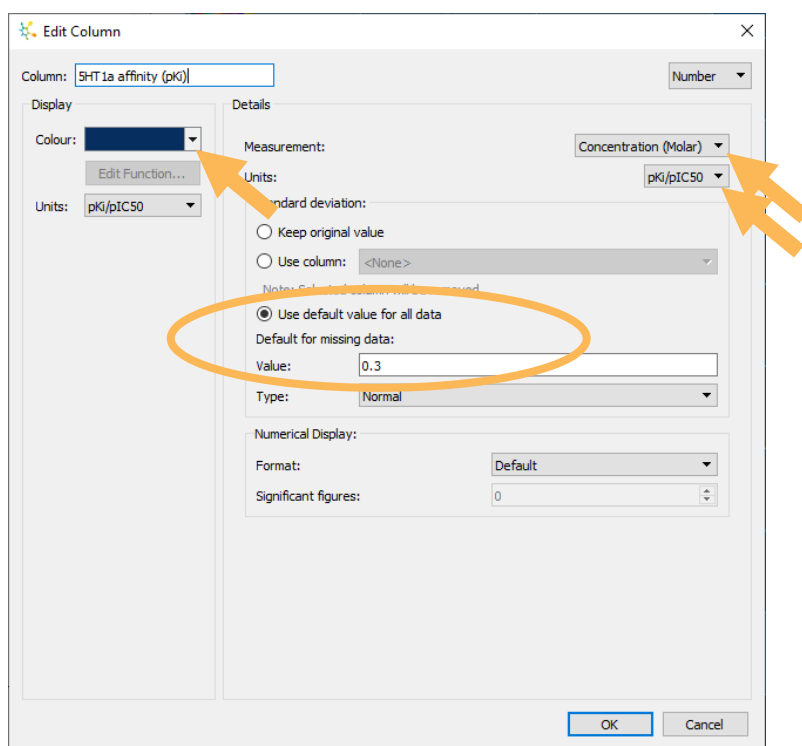 Edit Column
Column: 5HT1a affinity (pKi) Number
Display Details
Colour:
Measurement: Concentration (Molar)
Edit Function...
Units: pKi/pIC50
Units: pKi/pIC50
ndard deviation:
Keep original value
Use column: <None>
Use default value for all data
Default for missing data:
Value: 0.3
Type: Normal
Numerical Display:
Format: Default
Significant figures: 0
OK Cancel